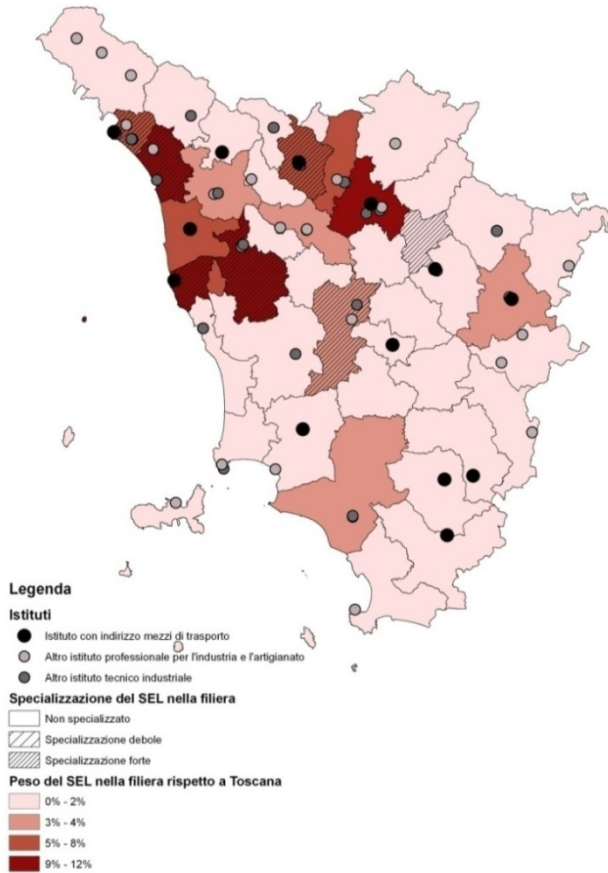 Legenda
Istituti
Istituto con indirizzo mezzi di trasporto
Altro istituto professionale per l'industria e l'artigianato
Altro istituto tecnico industriale
Specializzazione del SEL nella filiera
Non specializzato
Specializzazione debole
Specializzazione forte
Peso del SEL nella filiera rispetto a Toscana
0% - 2%
3% - 4%
5% - 8%
9% - 12%